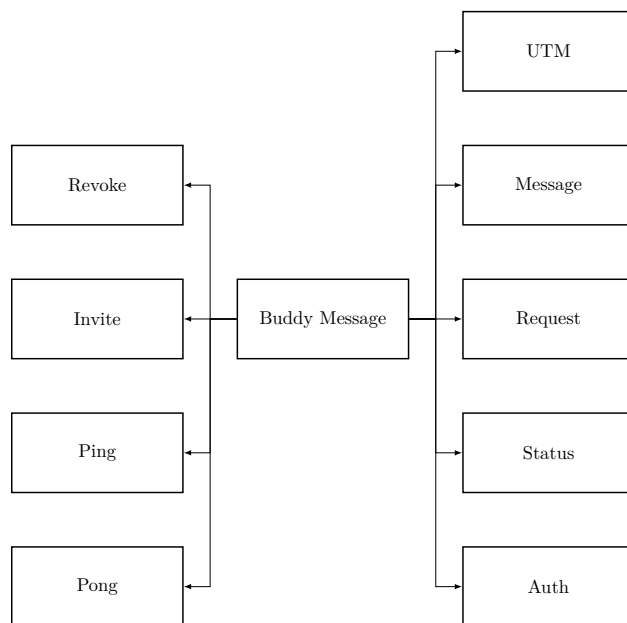 UTM
Revoke
Message
Invite
Buddy Message
Request
Ping
Status
Pong
Auth